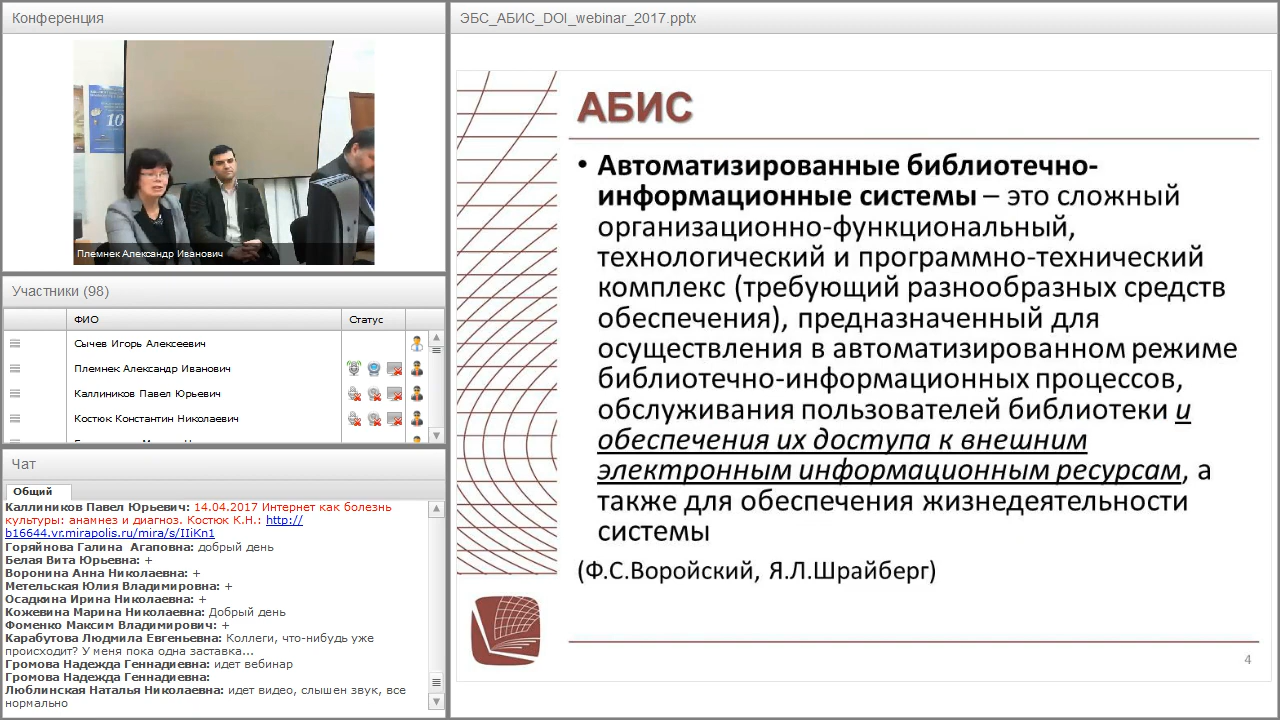 Конференция
10
Племнек Александр Иванович
Участники (98)
ФИО
Статус
Сычев Игорь Алексеевич
Племнек Александр Иванович
Каллиников Павел Юрьевич
Костюк Константин Николаевич
Чат
Общий
Каллиников Павел Юрьевич: 14.04.2017 Интернет как болезнь
культуры: анамнез и диагноз. Костюк К.Н.: http://
b16644.vr.mirapolis.ru/mira/s/IIiKn1
Горяйнова Галина Агаповна: добрый день
Белая Вита Юрьевна: +
Воронина Анна Николаевна: +
Метельская Юлия Владимировна: +
Осадкина Ирина Николаевна: +
Кожевина Марина Николаевна: Добрый день
Фоменко Максим Владимирович: +
Карабутова Людмила Евгеньевна: Коллеги, что-нибудь уже
происходит? У меня пока одна заставка...
Громова Надежда Геннадиевна: идет вебинар
Громова Надежда Геннадиевна:
Люблинская Наталья Николаевна: идет видео, слышен звук, все
нормально
ЭБС_АБИС_DOI_webinar_2017.pptx
АБИС
• Автоматизированные библиотечно-
информационные системы – это сложный
организационно-функциональный,
технологический и программно-технический
комплекс (требующий разнообразных средств
обеспечения), предназначенный для
осуществления в автоматизированном режиме
библиотечно-информационных процессов,
обслуживания пользователей библиотеки и
обеспечения их доступа к внешним
электронным информационным ресурсам, а
также для обеспечения жизнедеятельности
системы
(Ф.С.Воройский, Я.Л.Шрайберг)
4